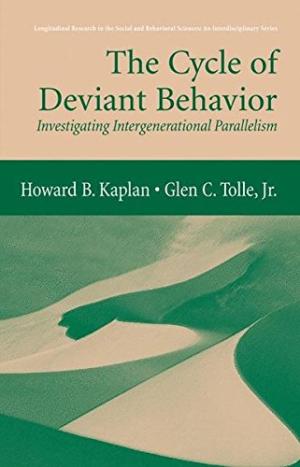 Longitudinal Research in the Social and Behavioral Sciences: An Interdisciplinary Series
The Cycle of
Deviant Behavior
Investigating Intergenerational Parallelism
Howard B. Kaplan • Glen C. Tolle, Jr.